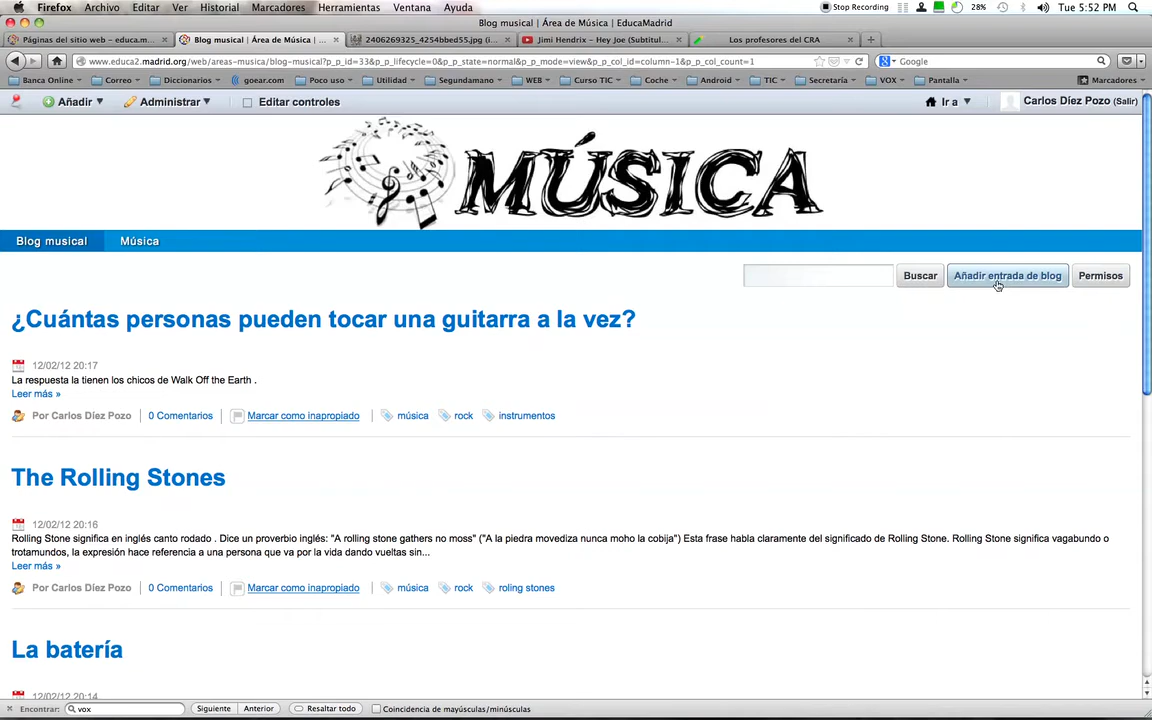 Firefox Archivo Editar Ver Historial Marcadores Herramientas Ventana Ayuda Stop Recording 28% Tue 5:52 PM
Blog musical | Área de Música | EducaMadrid
Páginas del sitio web – educa.m... Blog musical | Área de Música | ... 2406269325_4254bbed55.jpg (i... Jimi Hendrix – Hey Joe (Subtitul... Los profesores del CRA
www.educa2.madrid.org/web/areas-musica/blog-musical?p_p_id=33&p_p_lifecycle=0&p_p_state=normal&p_p_mode=view&p_p_col_id=column-1&p_p_col_count=1 Google
Banca Online Correo Diccionarios goear.com Poco uso Utilidad Segundamano WEB Curso TIC Coche Android TIC Secretaría VOX Pantalla Marcadores
Añadir Administrar Editar controles Ir a Carlos Díez Pozo (Salir)
MÚSICA
Blog musical Música
Buscar Añadir entrada de blog Permisos
¿Cuántas personas pueden tocar una guitarra a la vez?
12/02/12 20:17
La respuesta la tienen los chicos de Walk Off the Earth .
Leer más »
Por Carlos Díez Pozo 0 Comentarios Marcar como inapropiado música rock instrumentos
The Rolling Stones
12/02/12 20:16
Rolling Stone significa en inglés canto rodado . Dice un proverbio inglés: "A rolling stone gathers no moss" ("A la piedra movediza nunca moho la cobija") Esta frase habla claramente del significado de Rolling Stone. Rolling Stone significa vagabundo o
trotamundos, la expresión hace referencia a una persona que va por la vida dando vueltas sin...
Leer más »
Por Carlos Díez Pozo 0 Comentarios Marcar como inapropiado música rock roling stones
La batería
12/02/12 20:14
Encontrar: vox Siguiente Anterior Resaltar todo Coincidencia de mayúsculas/minúsculas